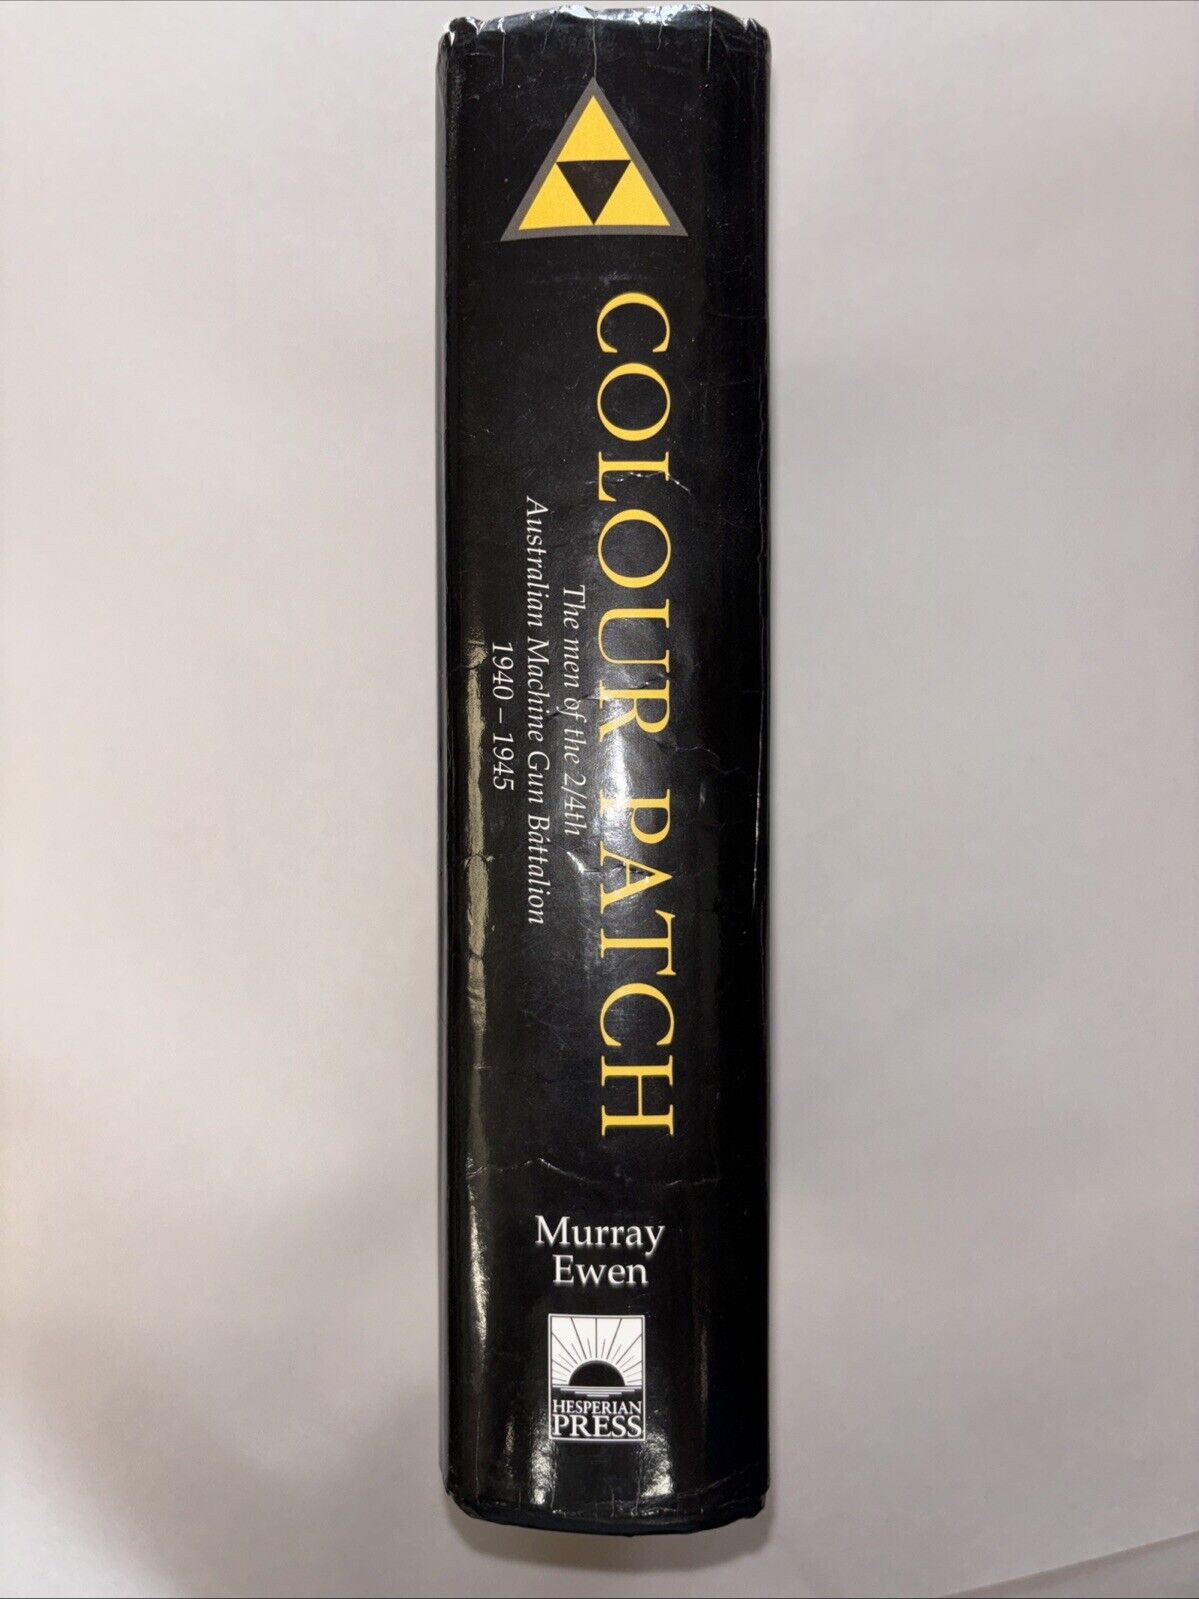 COLOUR PATCH
The men of the 2/4th
Australian Machine Gun Battalion
1940 – 1945
Murray
Ewen
HESPERIAN
PRESS